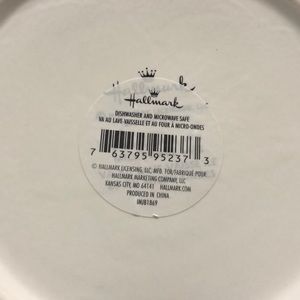 Hallmark
DISHWASHER AND MICROWAVE SAFE
VA AU LAVE-VAISSELLE ET AU FOUR À MICRO-ONDES
7 63795 95237 3
© HALLMARK LICENSING, LLC, MFD. FOR/FABRIQUÉ POUR
HALLMARK MARKETING COMPANY, LLC
KANSAS CITY, MO 64141 HALLMARK.COM
PRODUCED IN CHINA
INJB1869